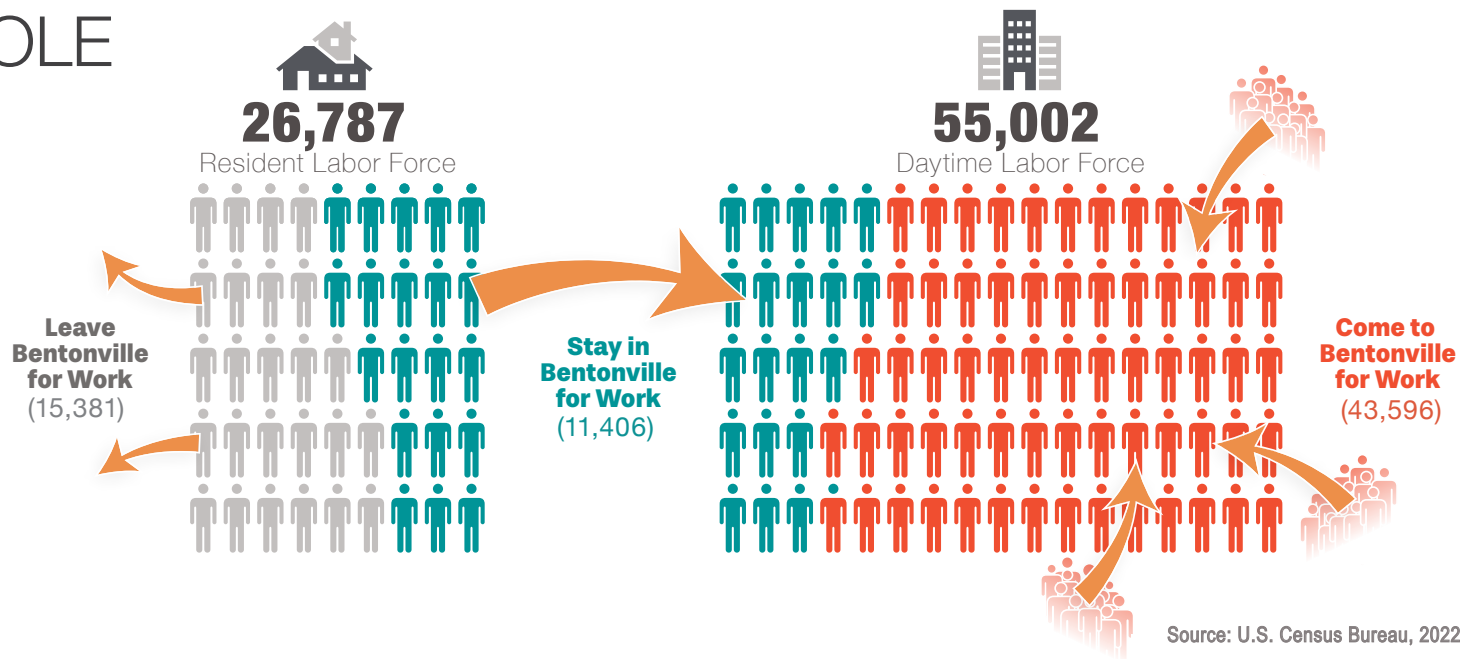 OLE
26,787
Resident Labor Force
55,002
Daytime Labor Force
Leave
Bentonville
for Work
(15,381)
Stay in
Bentonville
for Work
(11,406)
Come to
Bentonville
for Work
(43,596)
Source: U.S. Census Bureau, 2022